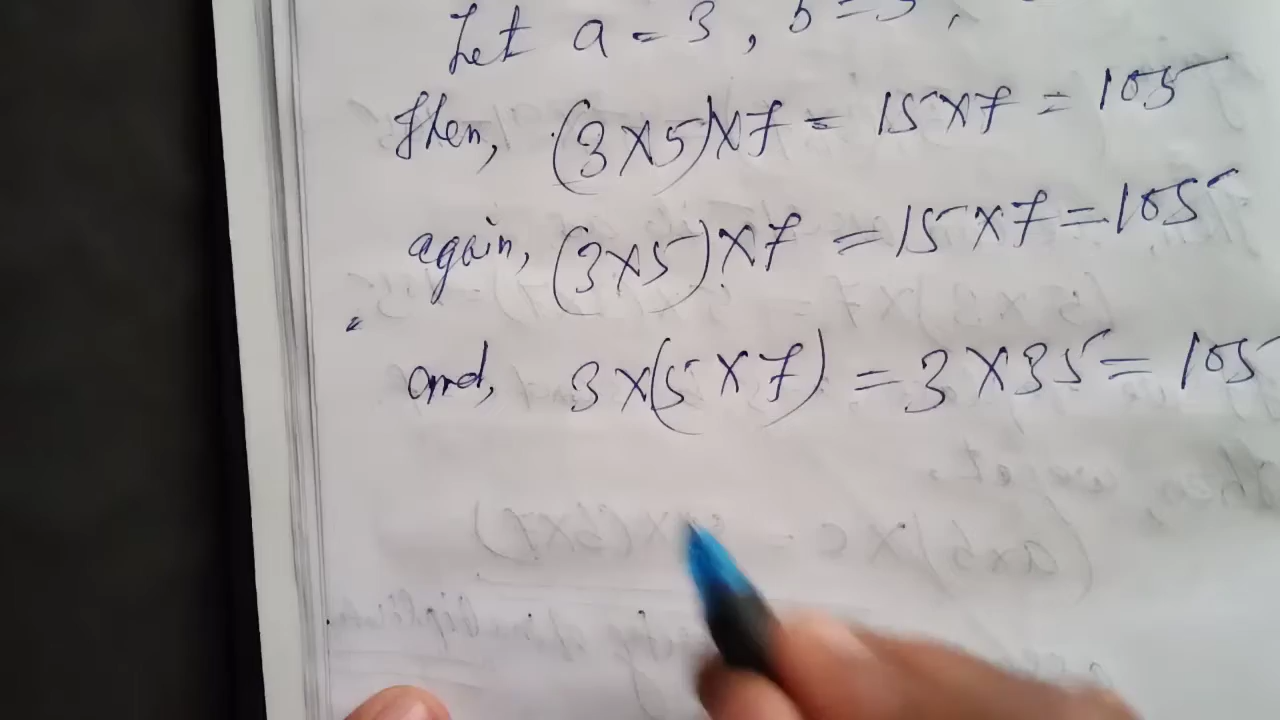 Let a = 3, b = 5,
then, (3×5)×7 = 15×7 = 105
again, (3×5)×7 = 15×7 = 105
and, 3×(5×7) = 3×35 = 105